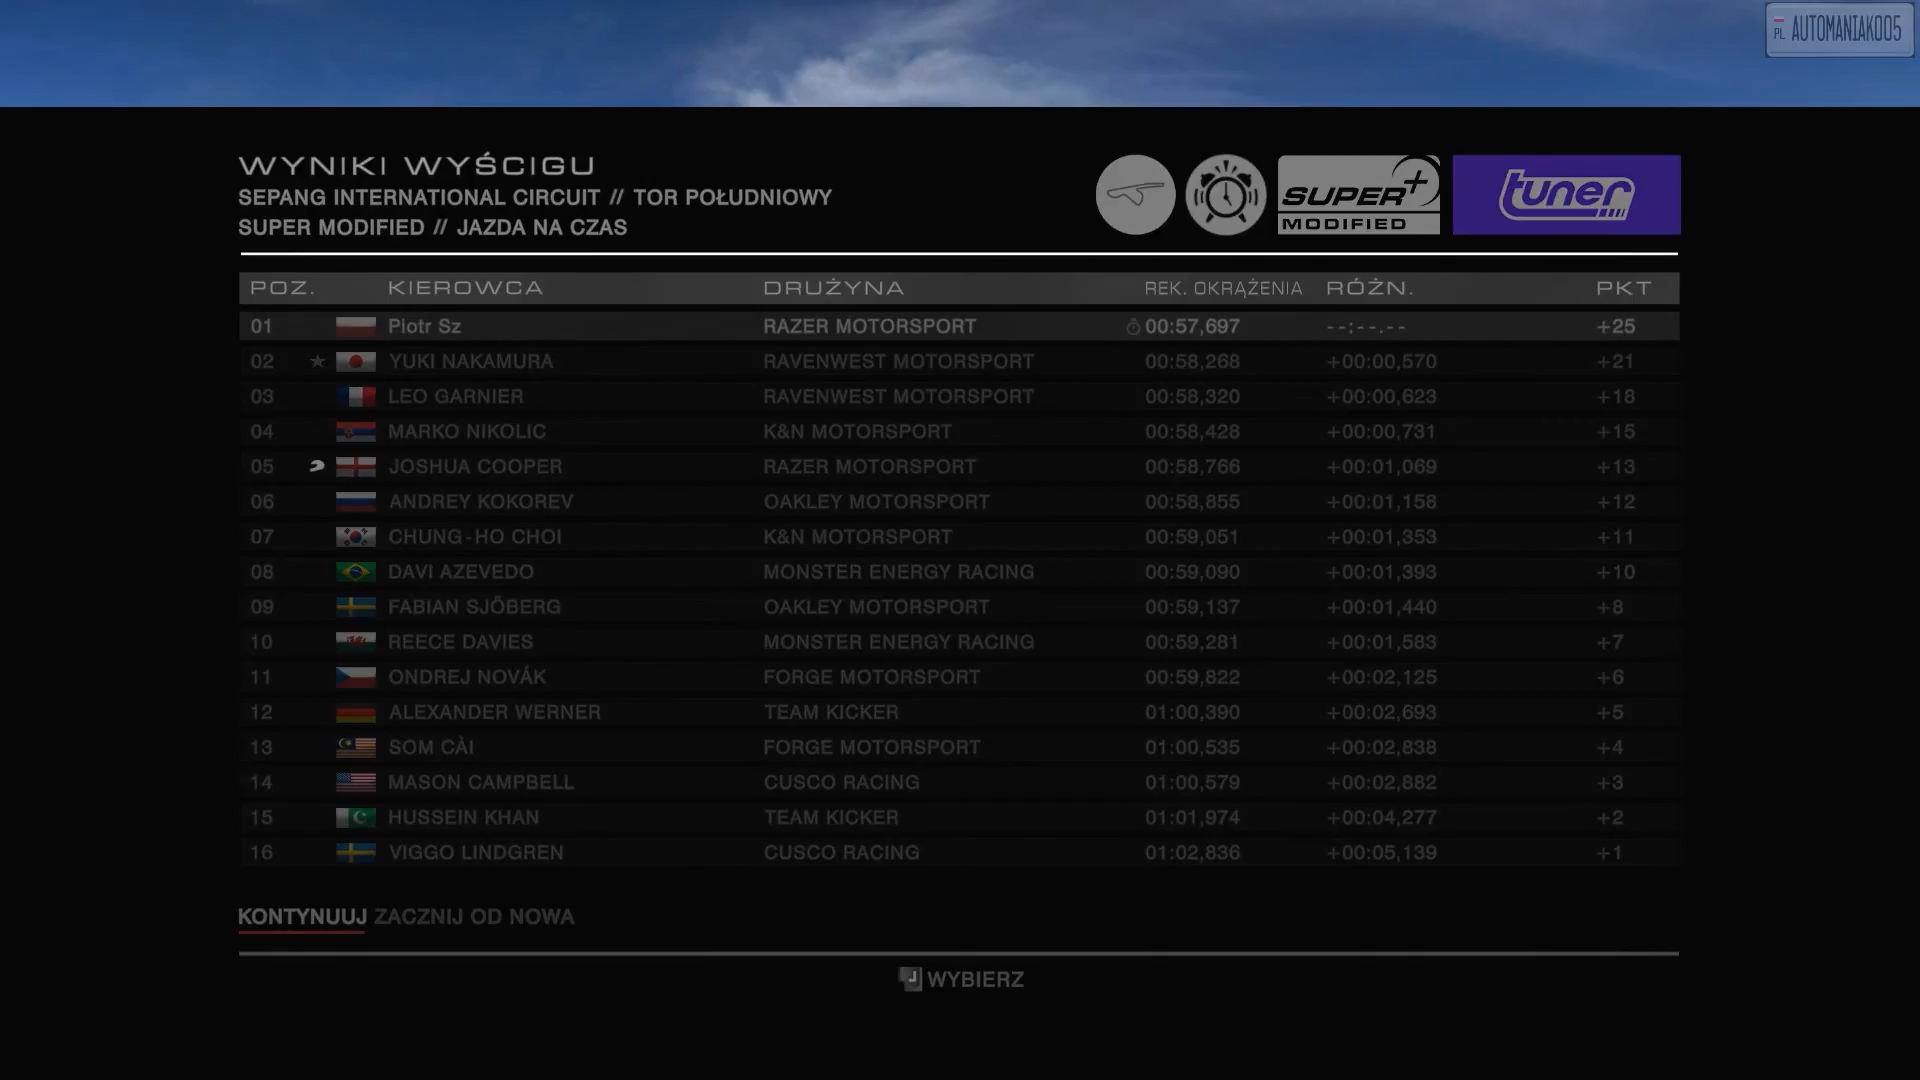 PL AUTOMANIAK005
WYNIKI WYŚCIGU
SEPANG INTERNATIONAL CIRCUIT // TOR POŁUDNIOWY
SUPER MODIFIED // JAZDA NA CZAS
SUPER+ MODIFIED
tuner
POZ. KIEROWCA DRUŻYNA REK. OKRĄŻENIA RÓŻN. PKT
01 Piotr Sz RAZER MOTORSPORT 00:57,697 --:--.-- +25
02 YUKI NAKAMURA RAVENWEST MOTORSPORT 00:58,268 +00:00,570 +21
03 LEO GARNIER RAVENWEST MOTORSPORT 00:58,320 +00:00,623 +18
04 MARKO NIKOLIC K&N MOTORSPORT 00:58,428 +00:00,731 +15
05 JOSHUA COOPER RAZER MOTORSPORT 00:58,766 +00:01,069 +13
06 ANDREY KOKOREV OAKLEY MOTORSPORT 00:58,855 +00:01,158 +12
07 CHUNG-HO CHOI K&N MOTORSPORT 00:59,051 +00:01,353 +11
08 DAVI AZEVEDO MONSTER ENERGY RACING 00:59,090 +00:01,393 +10
09 FABIAN SJÖBERG OAKLEY MOTORSPORT 00:59,137 +00:01,440 +8
10 REECE DAVIES MONSTER ENERGY RACING 00:59,281 +00:01,583 +7
11 ONDREJ NOVÁK FORGE MOTORSPORT 00:59,822 +00:02,125 +6
12 ALEXANDER WERNER TEAM KICKER 01:00,390 +00:02,693 +5
13 SOM CÀI FORGE MOTORSPORT 01:00,535 +00:02,838 +4
14 MASON CAMPBELL CUSCO RACING 01:00,579 +00:02,882 +3
15 HUSSEIN KHAN TEAM KICKER 01:01,974 +00:04,277 +2
16 VIGGO LINDGREN CUSCO RACING 01:02,836 +00:05,139 +1
KONTYNUUJ ZACZNIJ OD NOWA
WYBIERZ